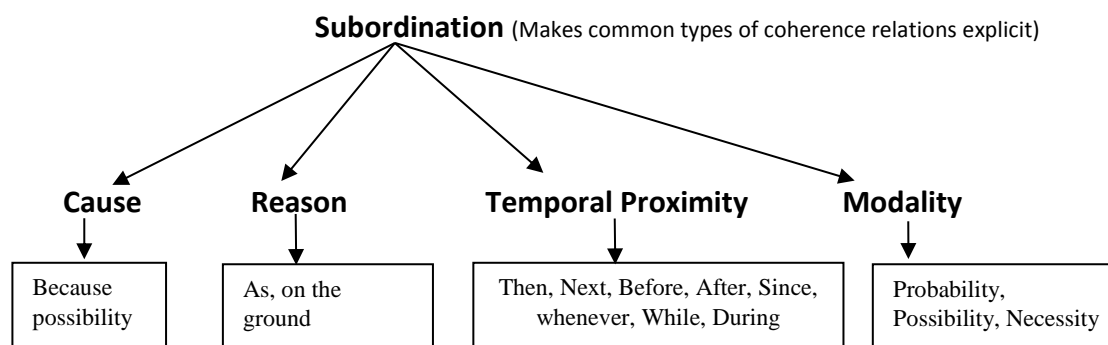 Subordination (Makes common types of coherence relations explicit)
Cause
Reason
Temporal Proximity
Modality
Because
possibility
As, on the
ground
Then, Next, Before, After, Since,
whenever, While, During
Probability,
Possibility, Necessity